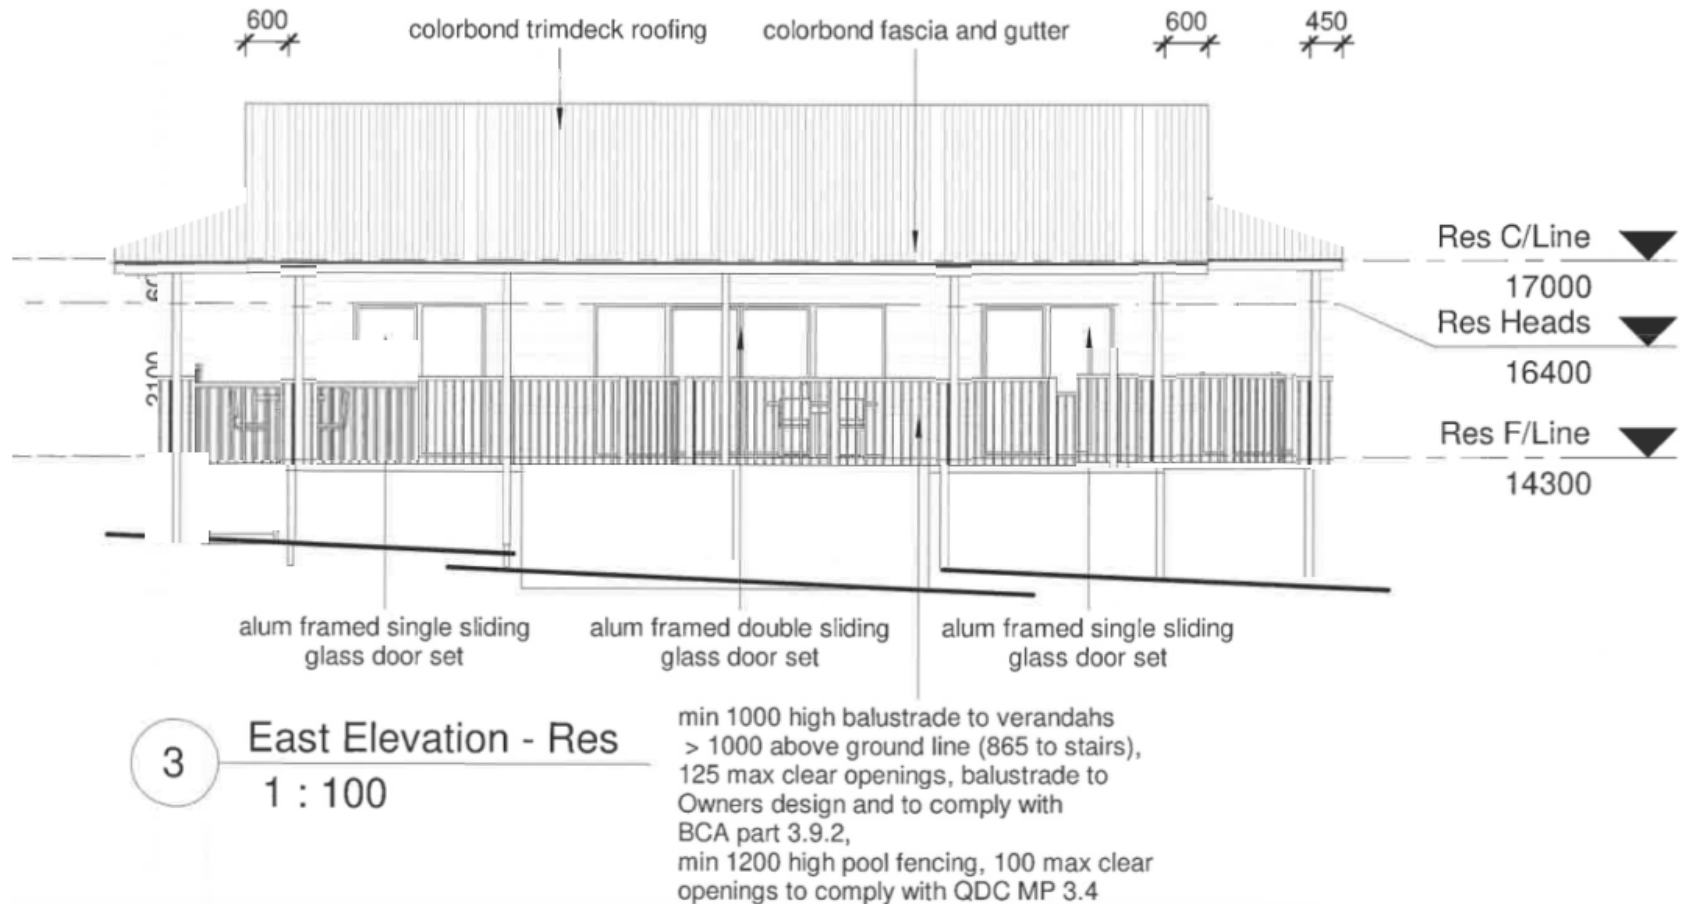 600
colorbond trimdeck roofing
colorbond fascia and gutter
600
450
Res C/Line
17000
Res Heads
16400
2100
Res F/Line
14300
alum framed single sliding
glass door set
alum framed double sliding
glass door set
alum framed single sliding
glass door set
min 1000 high balustrade to verandahs
> 1000 above ground line (865 to stairs),
125 max clear openings, balustrade to
Owners design and to comply with
BCA part 3.9.2,
min 1200 high pool fencing, 100 max clear
openings to comply with QDC MP 3.4
3
East Elevation - Res
1 : 100